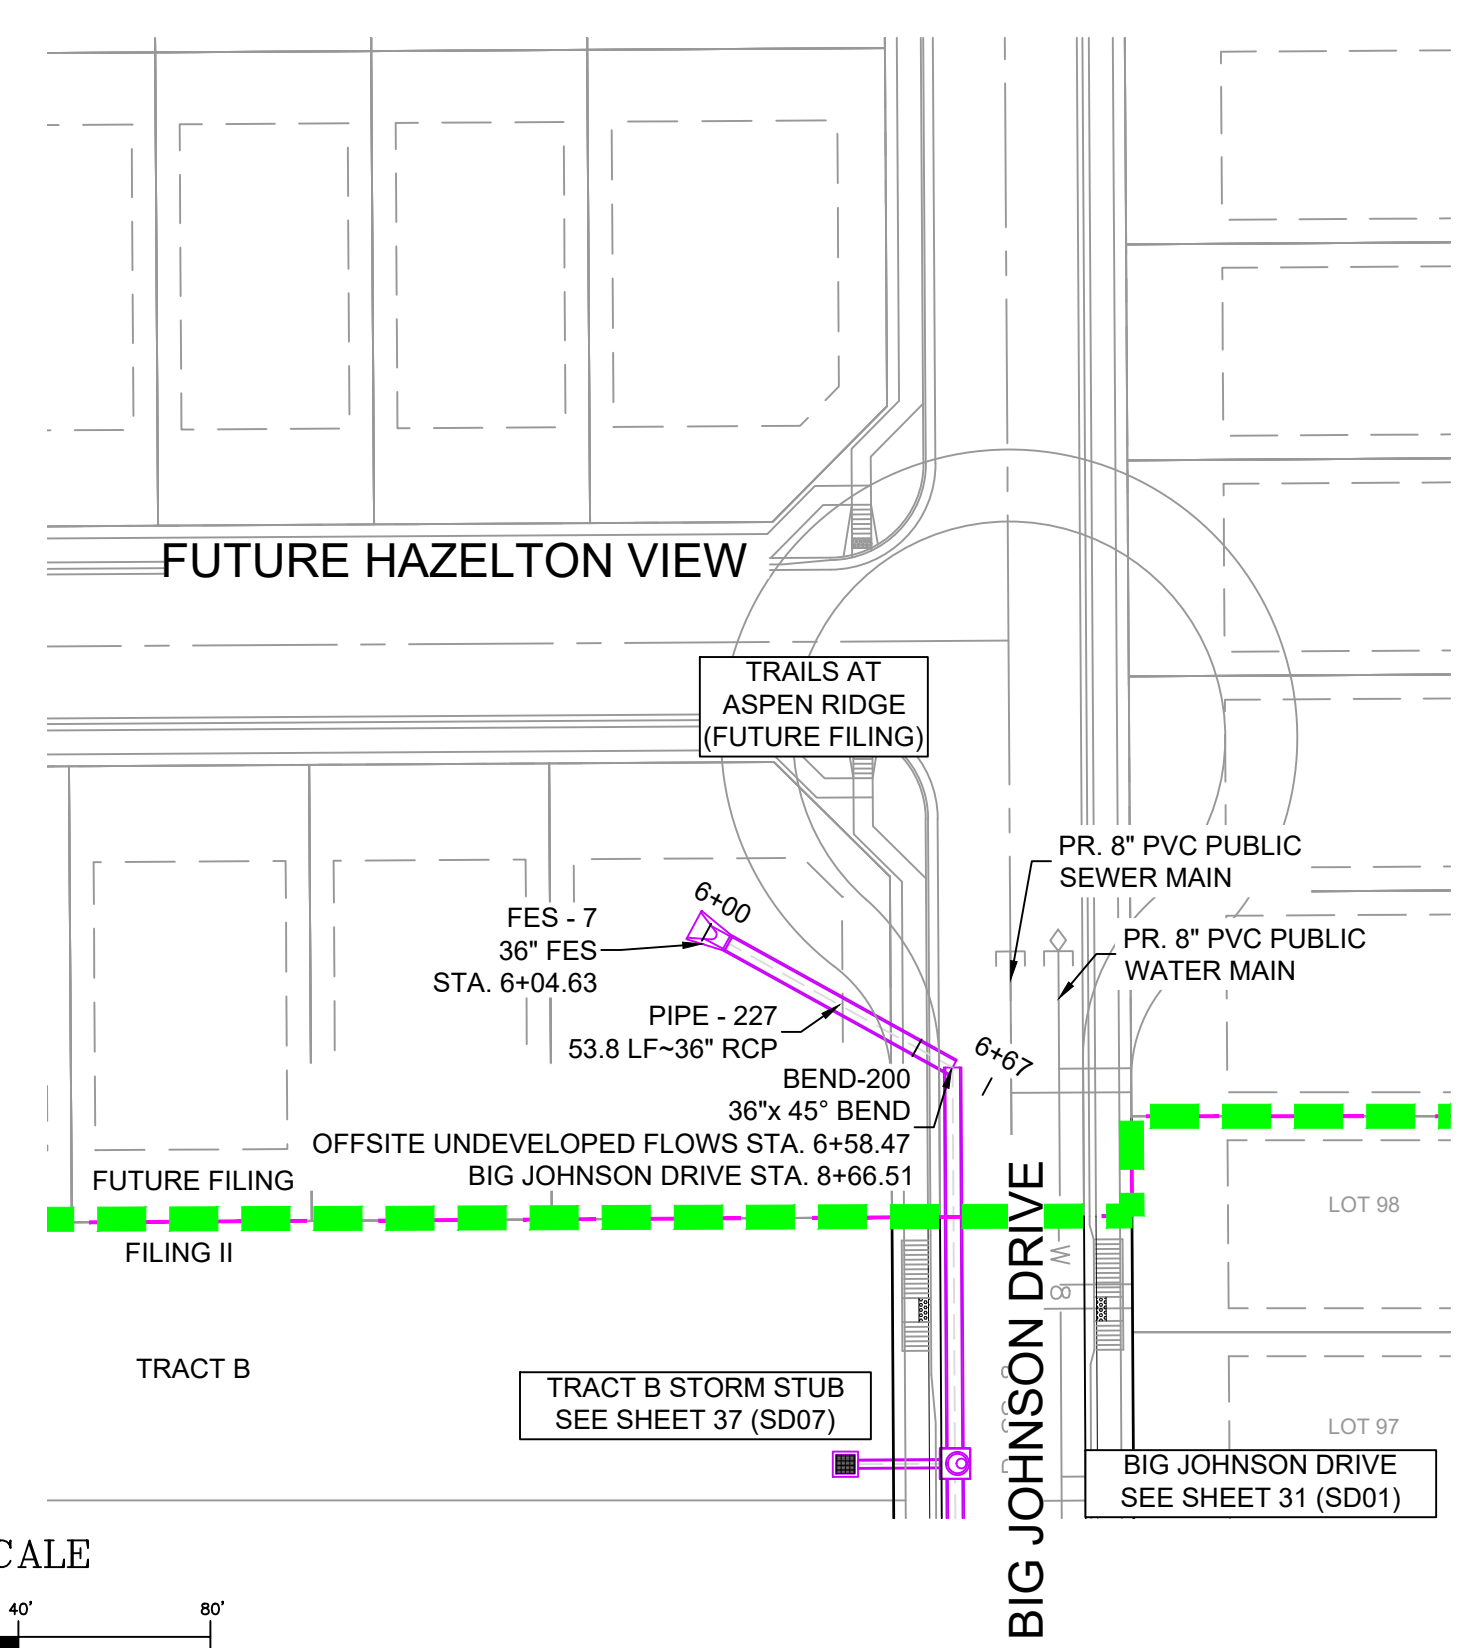 FUTURE HAZELTON VIEW
TRAILS AT
ASPEN RIDGE
(FUTURE FILING)
PR. 8" PVC PUBLIC
SEWER MAIN
6+00
FES - 7
36" FES
STA. 6+04.63
PR. 8" PVC PUBLIC
WATER MAIN
PIPE - 227
53.8 LF~36" RCP
6+67
BEND-200
36"x 45° BEND
OFFSITE UNDEVELOPED FLOWS STA. 6+58.47
BIG JOHNSON DRIVE STA. 8+66.51
FUTURE FILING
LOT 98
FILING II
W 8
BIG JOHNSON DRIVE
TRACT B
TRACT B STORM STUB
SEE SHEET 37 (SD07)
LOT 97
BIG JOHNSON DRIVE
SEE SHEET 31 (SD01)
CALE
40' 80'